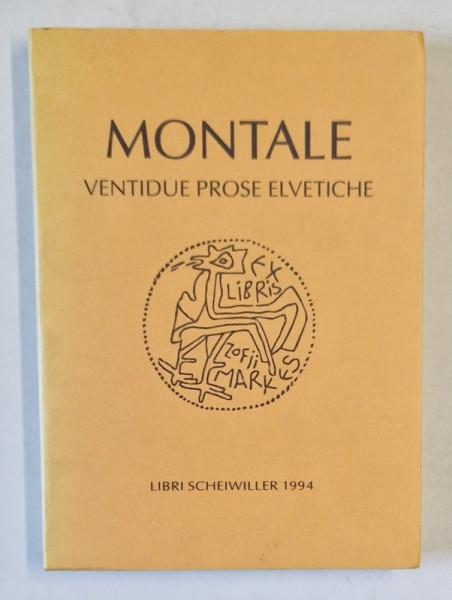 MONTALE
VENTIDUE PROSE ELVETICHE
EX
LIBRIS
ZOFii
MARKS
LIBRI SCHEIWILLER 1994